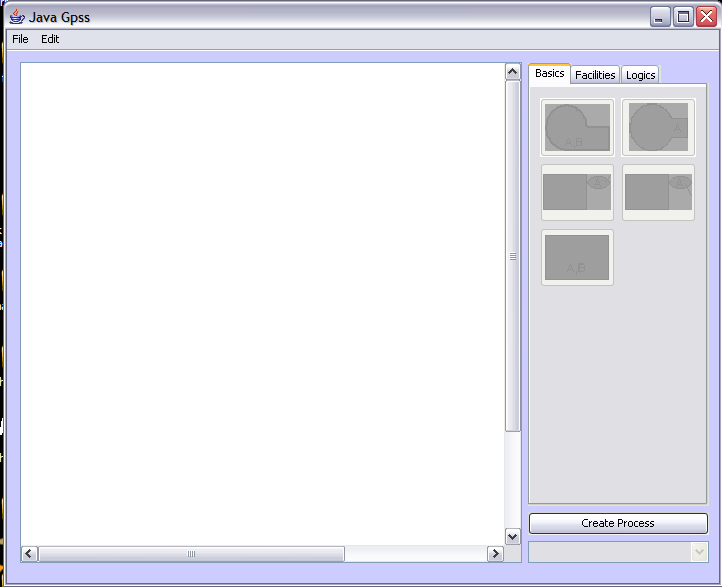 Java Gpss
File Edit
Basics Facilities Logics
A,B
A
A
A
A,B
Create Process